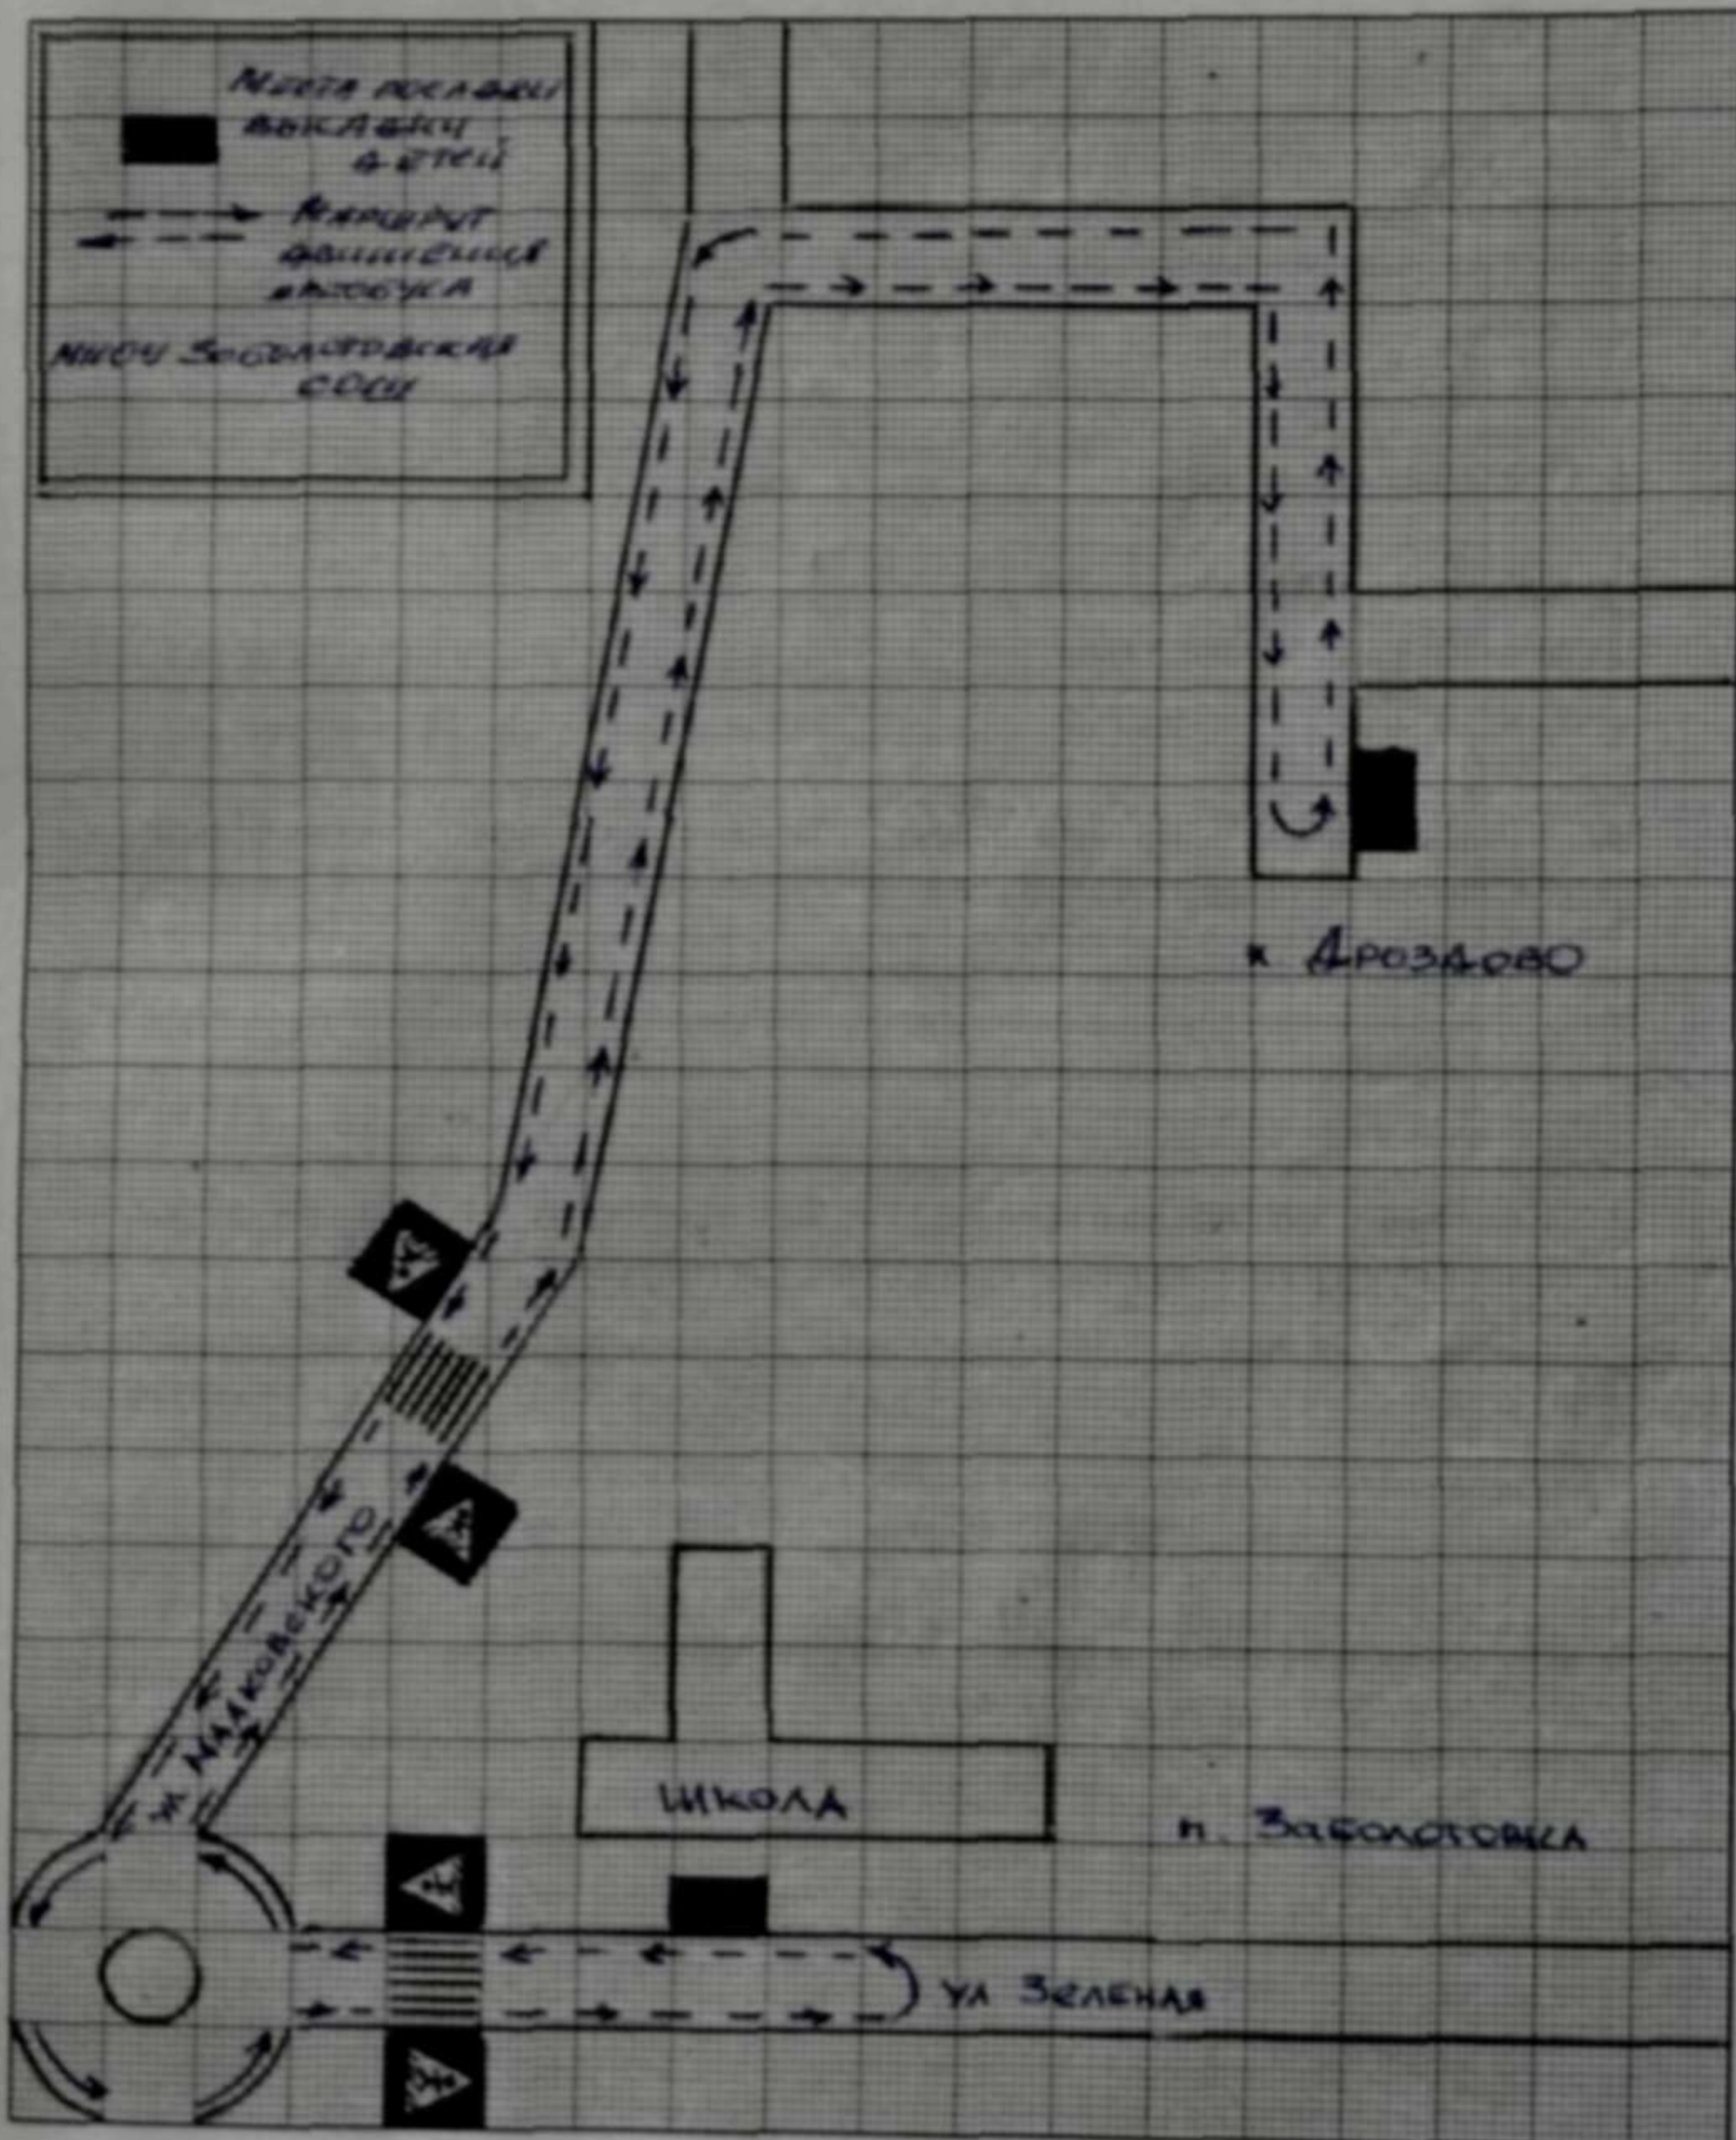 Места посадки
высадки
детей
Маршрут
движения
автобуса
МКОУ Заболотовская
СОШ
х Дроздово
ул Маяковского
школа
п. Заболотовка
ул Зеленая